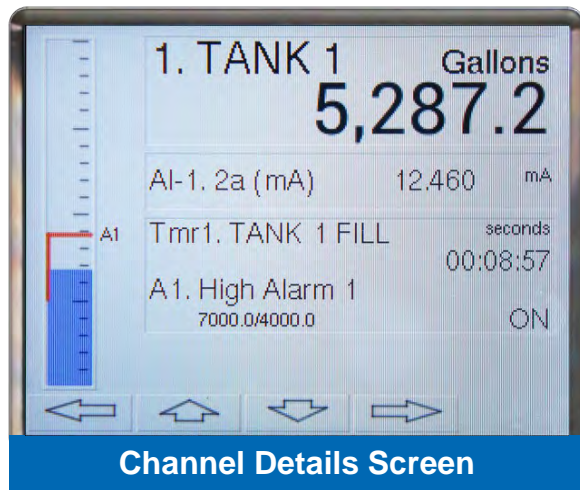 1. TANK 1 Gallons
5,287.2
AI-1. 2a (mA) 12.460 mA
A1
Tmr1. TANK 1 FILL seconds
00:08:57
A1. High Alarm 1
7000.0/4000.0 ON
Channel Details Screen